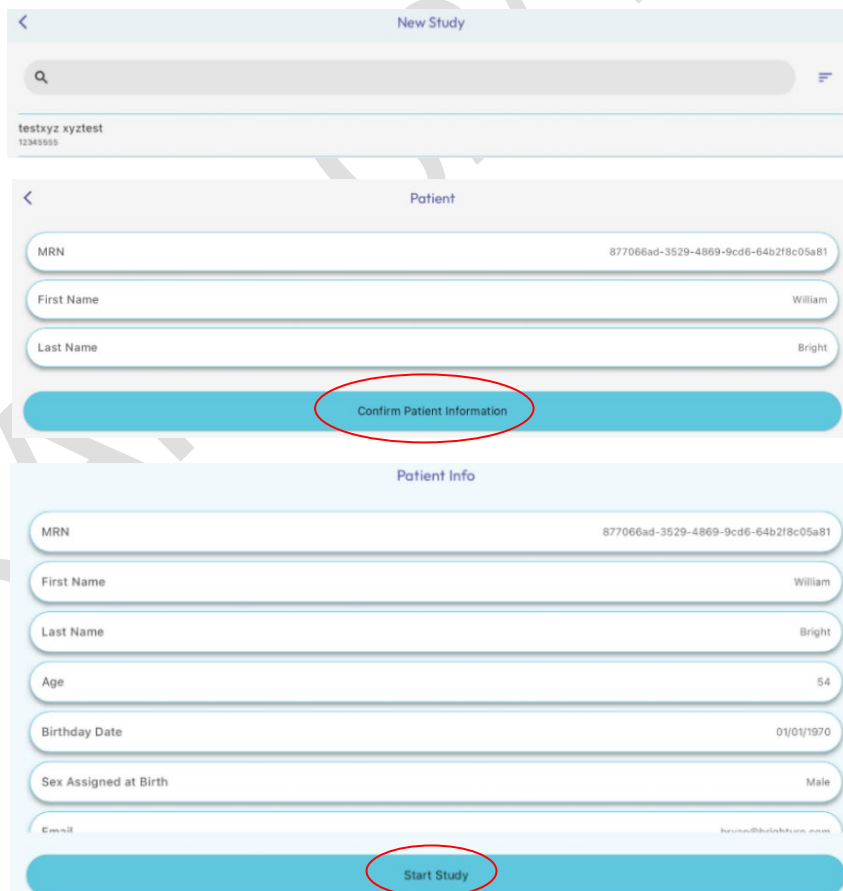 New Study
testxyz xyztest
12345555
Patient
MRN 877066ad-3529-4869-9cd6-64b2f8c05a81
First Name William
Last Name Bright
Confirm Patient Information
Patient Info
MRN 877066ad-3529-4869-9cd6-64b2f8c05a81
First Name William
Last Name Bright
Age 54
Birthday Date 01/01/1970
Sex Assigned at Birth Male
Email
Start Study